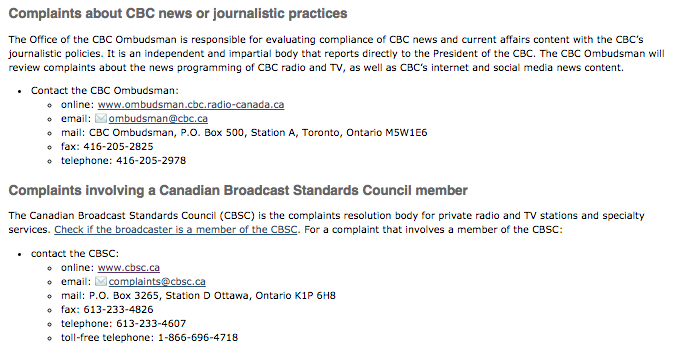 Complaints about CBC news or journalistic practices
The Office of the CBC Ombudsman is responsible for evaluating compliance of CBC news and current affairs content with the CBC's
journalistic policies. It is an independent and impartial body that reports directly to the President of the CBC. The CBC Ombudsman will
review complaints about the news programming of CBC radio and TV, as well as CBC's internet and social media news content.
• Contact the CBC Ombudsman:
◦ online: www.ombudsman.cbc.radio-canada.ca
◦ email: ombudsman@cbc.ca
◦ mail: CBC Ombudsman, P.O. Box 500, Station A, Toronto, Ontario M5W1E6
◦ fax: 416-205-2825
◦ telephone: 416-205-2978
Complaints involving a Canadian Broadcast Standards Council member
The Canadian Broadcast Standards Council (CBSC) is the complaints resolution body for private radio and TV stations and specialty
services. Check if the broadcaster is a member of the CBSC. For a complaint that involves a member of the CBSC:
• contact the CBSC:
◦ online: www.cbsc.ca
◦ email: complaints@cbsc.ca
◦ mail: P.O. Box 3265, Station D Ottawa, Ontario K1P 6H8
◦ fax: 613-233-4826
◦ telephone: 613-233-4607
◦ toll-free telephone: 1-866-696-4718